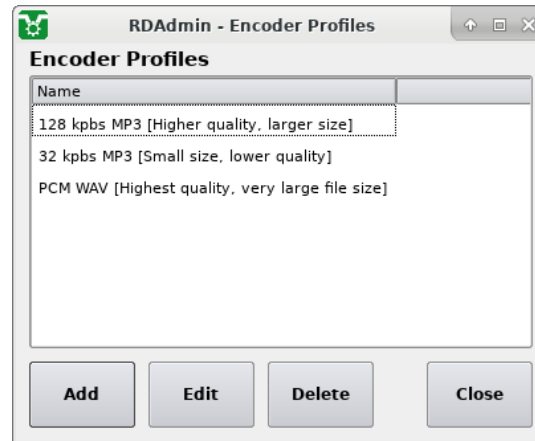 RDAdmin - Encoder Profiles
Encoder Profiles
Name
128 kpbs MP3 [Higher quality, larger size]
32 kpbs MP3 [Small size, lower quality]
PCM WAV [Highest quality, very large file size]
Add Edit Delete Close